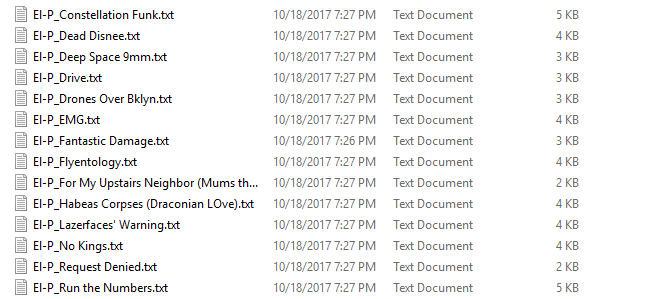 El-P_Constellation Funk.txt 10/18/2017 7:27 PM Text Document 5 KB
El-P_Dead Disnee.txt 10/18/2017 7:27 PM Text Document 4 KB
El-P_Deep Space 9mm.txt 10/18/2017 7:27 PM Text Document 3 KB
El-P_Drive.txt 10/18/2017 7:27 PM Text Document 3 KB
El-P_Drones Over Bklyn.txt 10/18/2017 7:27 PM Text Document 3 KB
El-P_EMG.txt 10/18/2017 7:27 PM Text Document 4 KB
El-P_Fantastic Damage.txt 10/18/2017 7:26 PM Text Document 3 KB
El-P_Flyentology.txt 10/18/2017 7:27 PM Text Document 4 KB
El-P_For My Upstairs Neighbor (Mums th... 10/18/2017 7:27 PM Text Document 2 KB
El-P_Habeas Corpses (Draconian LOve).txt 10/18/2017 7:27 PM Text Document 4 KB
El-P_Lazerfaces' Warning.txt 10/18/2017 7:27 PM Text Document 4 KB
El-P_No Kings.txt 10/18/2017 7:27 PM Text Document 4 KB
El-P_Request Denied.txt 10/18/2017 7:27 PM Text Document 2 KB
El-P_Run the Numbers.txt 10/18/2017 7:27 PM Text Document 5 KB